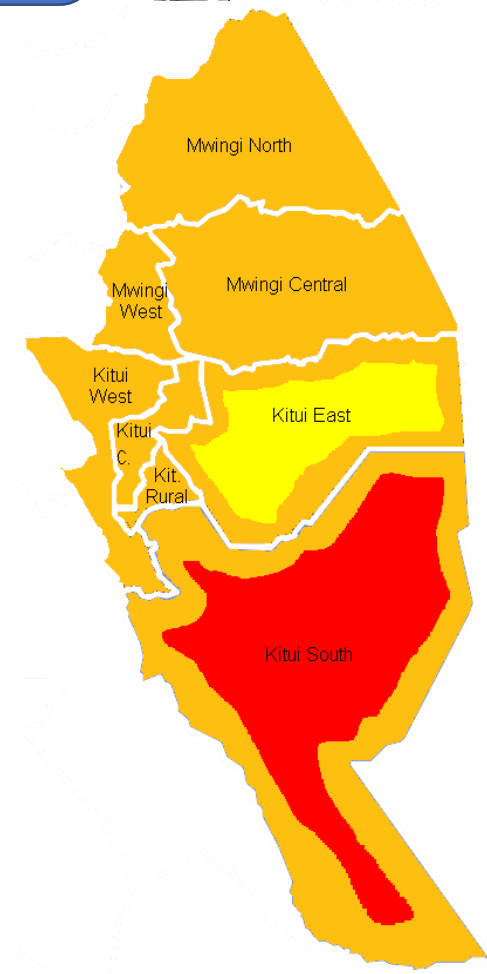 Mwingi North
Mwingi Central
Mwingi
West
Kitui
West
Kitui East
Kitui
C.
Kit.
Rural
Kitui South